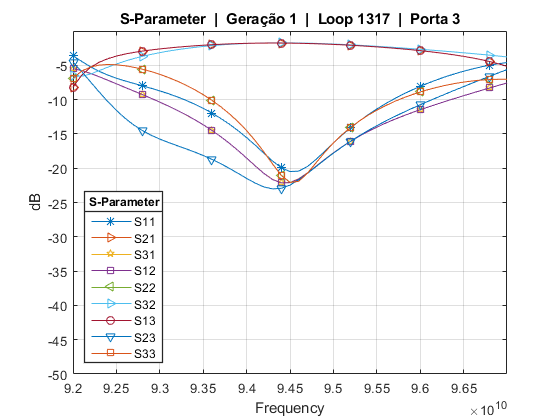 S-Parameter | Geração 1 | Loop 1317 | Porta 3
dB
-5
-10
-15
-20
-25
-30
-35
-40
-45
-50
S-Parameter
S11
S21
S31
S12
S22
S32
S13
S23
S33
9.2 9.25 9.3 9.35 9.4 9.45 9.5 9.55 9.6 9.65
Frequency
×10^10